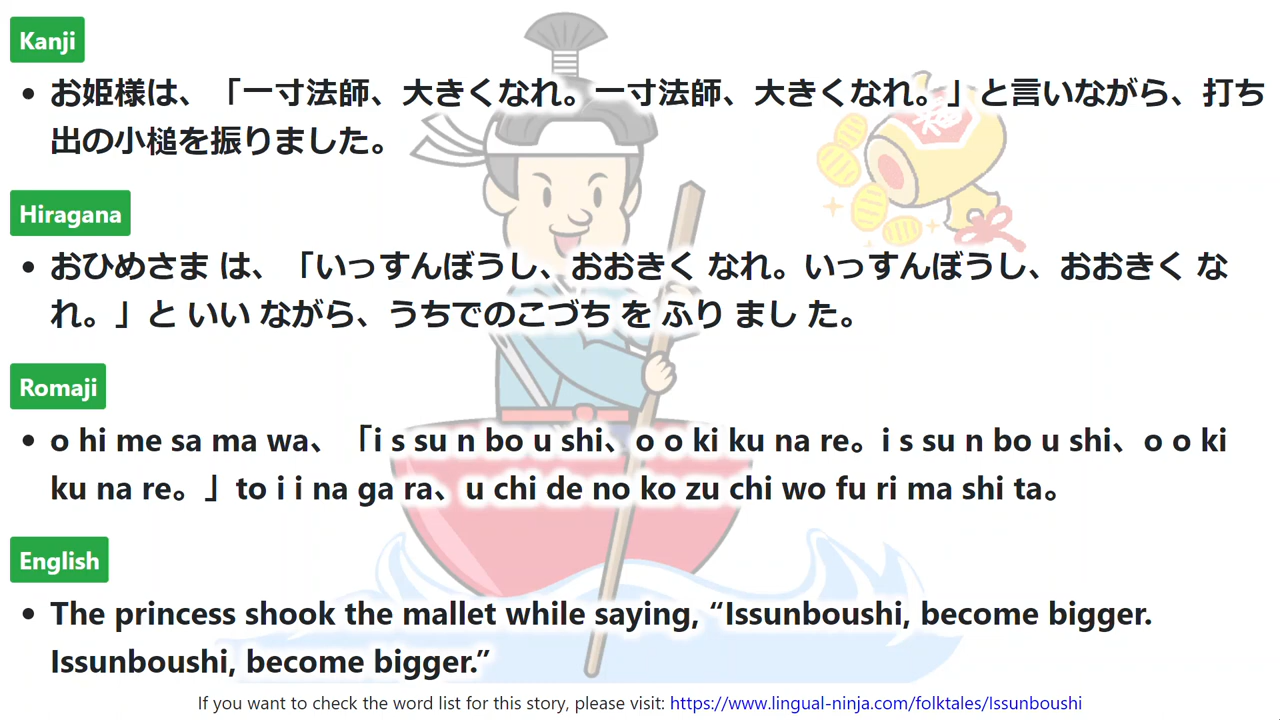 Kanji
• お姫様は、「一寸法師、大きくなれ。一寸法師、大きくなれ。」と言いながら、打ち
出の小槌を振りました。
福
Hiragana
• おひめさま は、「いっすんぼうし、おおきく なれ。いっすんぼうし、おおきく な
れ。」と いい ながら、うちでのこづち を ふり まし た。
Romaji
• o hi me sa ma wa、「i s su n bo u shi、o o ki ku na re。i s su n bo u shi、o o ki
ku na re。」to i i na ga ra、u chi de no ko zu chi wo fu ri ma shi ta。
English
• The princess shook the mallet while saying, “Issunboushi, become bigger.
Issunboushi, become bigger.”
If you want to check the word list for this story, please visit: https://www.lingual-ninja.com/folktales/Issunboushi